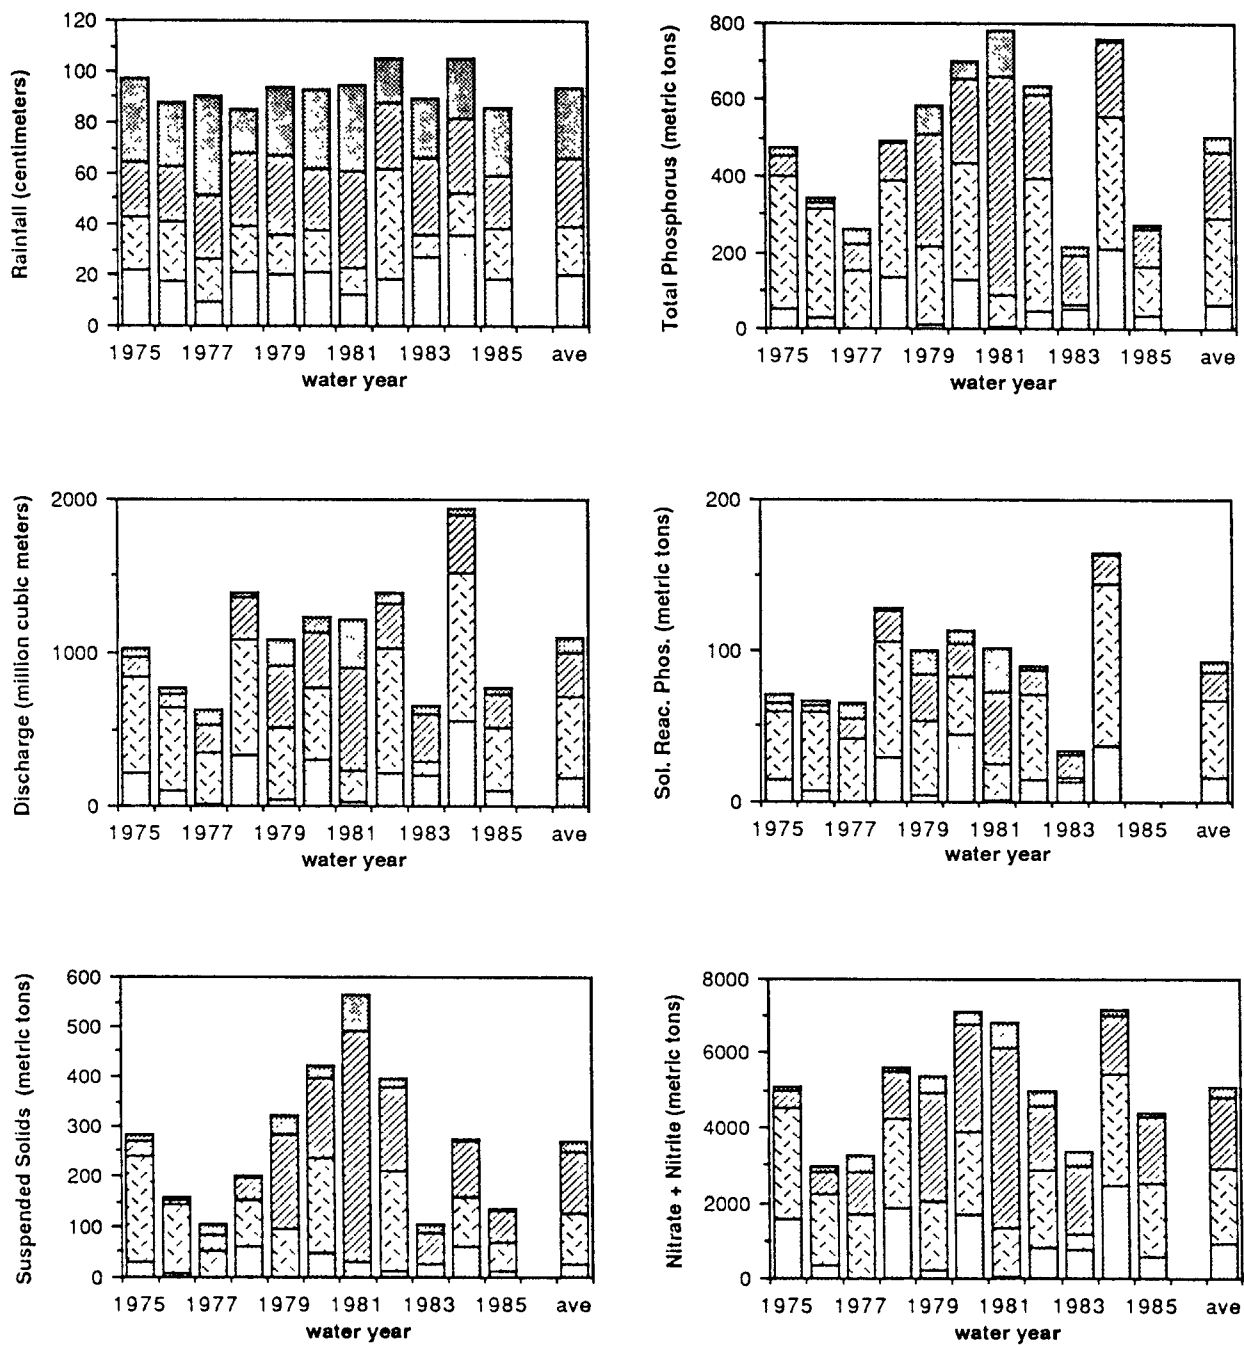 Rainfall (centimeters)
120
100
80
60
40
20
0
1975 1977 1979 1981 1983 1985 ave
water year
Total Phosphorus (metric tons)
800
600
400
200
0
1975 1977 1979 1981 1983 1985 ave
water year
Discharge (million cubic meters)
2000
1000
0
1975 1977 1979 1981 1983 1985 ave
water year
Sol. Reac. Phos. (metric tons)
200
100
0
1975 1977 1979 1981 1983 1985 ave
water year
Suspended Solids (metric tons)
600
500
400
300
200
100
0
1975 1977 1979 1981 1983 1985 ave
water year
Nitrate + Nitrite (metric tons)
8000
6000
4000
2000
0
1975 1977 1979 1981 1983 1985 ave
water year